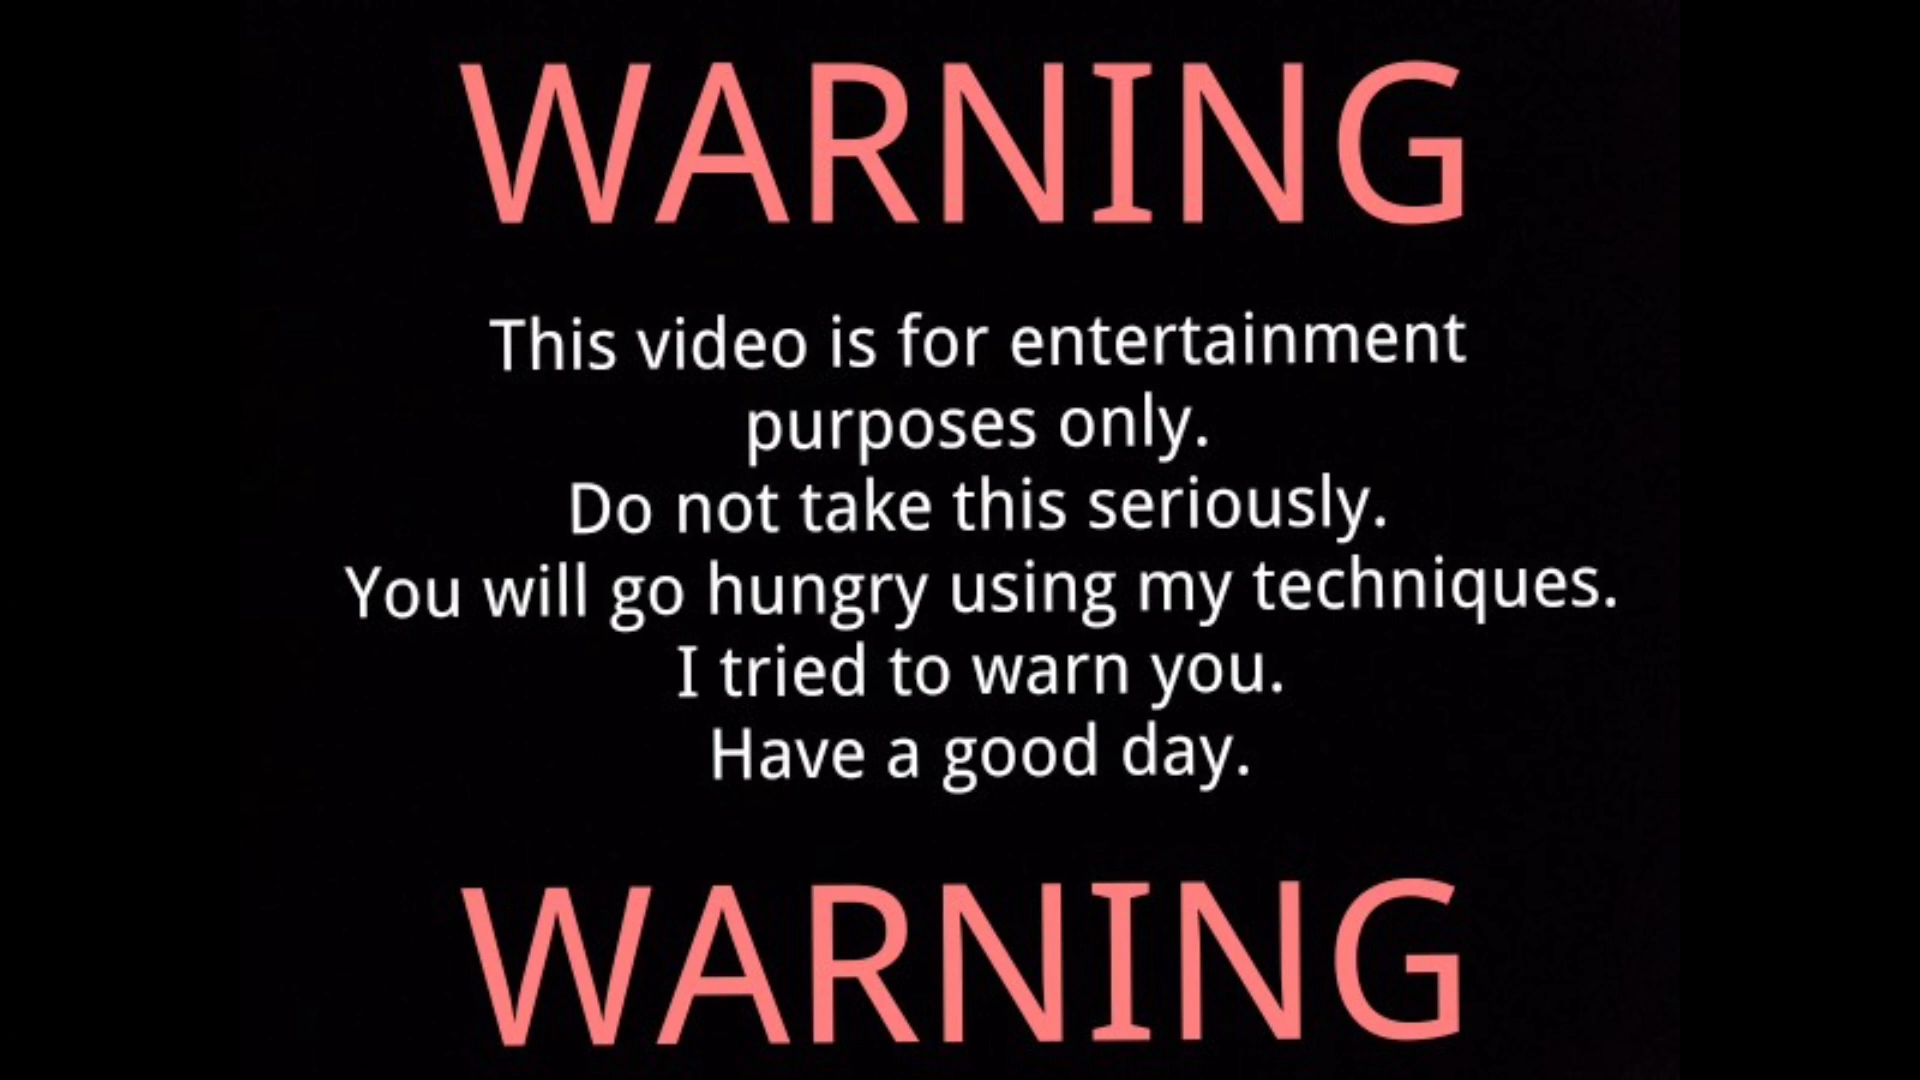 WARNING
This video is for entertainment
purposes only.
Do not take this seriously.
You will go hungry using my techniques.
I tried to warn you.
Have a good day.
WARNING